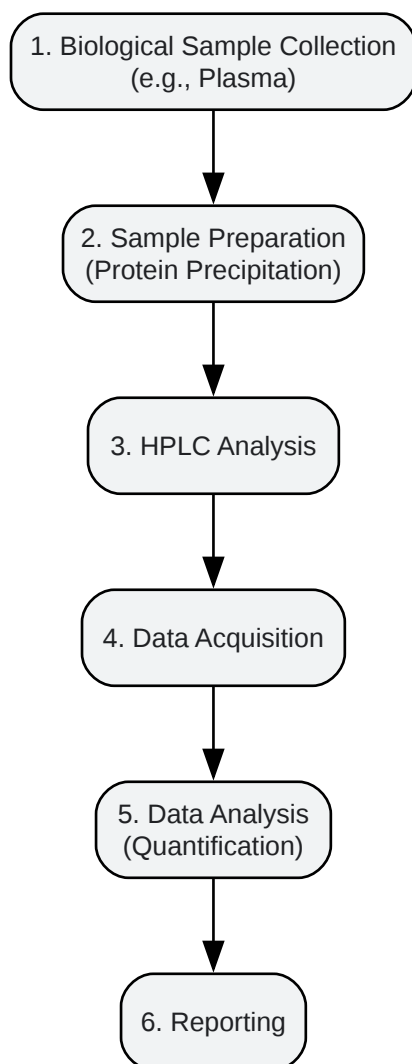 1. Biological Sample Collection
(e.g., Plasma)
2. Sample Preparation
(Protein Precipitation)
3. HPLC Analysis
4. Data Acquisition
5. Data Analysis
(Quantification)
6. Reporting